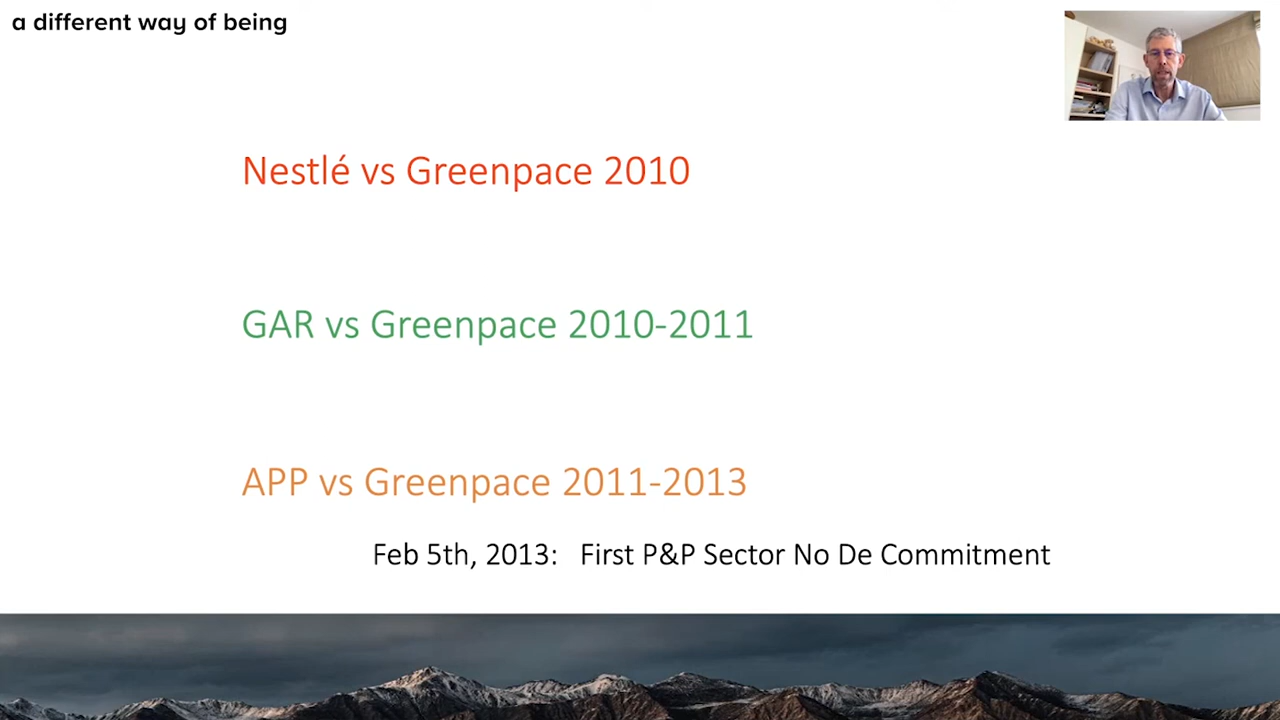 a different way of being
Nestlé vs Greenpace 2010
GAR vs Greenpace 2010-2011
APP vs Greenpace 2011-2013
Feb 5th, 2013: First P&P Sector No De Commitment